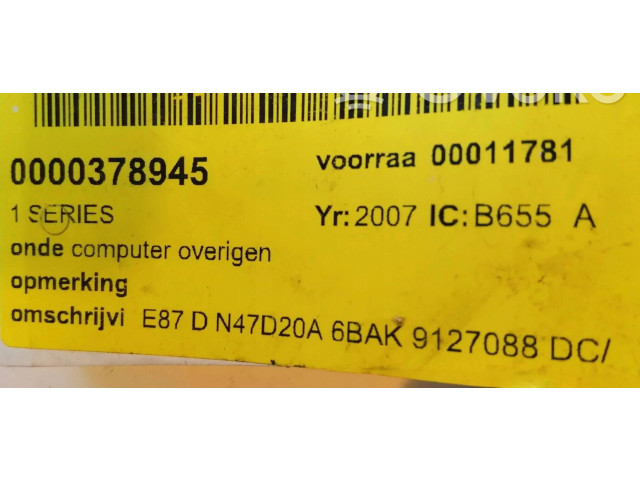 0000378945 voorraa 00011781
1 SERIES Yr: 2007 IC: B655 A
onde computer overigen
opmerking
omschrijvi E87 D N47D20A 6BAK 9127088 DC/